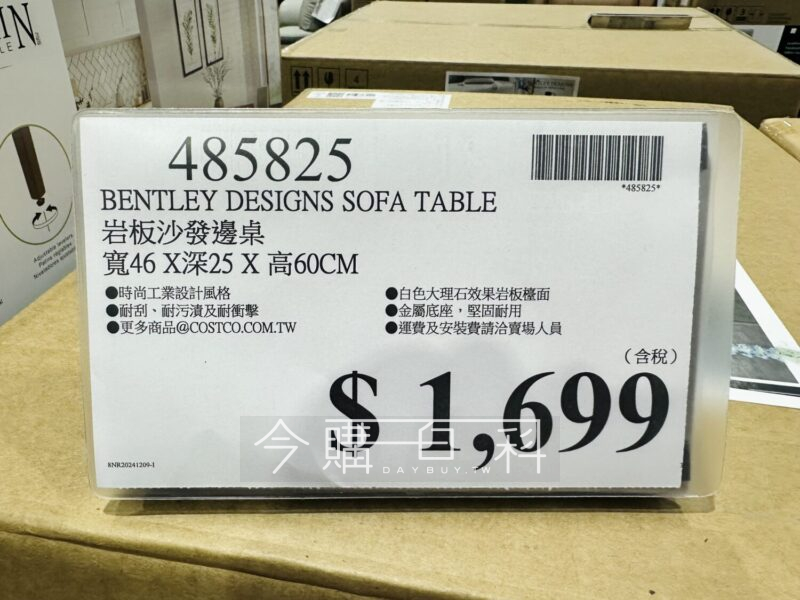 485825
*485825*
BENTLEY DESIGNS SOFA TABLE
岩板沙發邊桌
寬46 X深25 X 高60CM
●時尚工業設計風格
●耐刮、耐污漬及耐衝擊
●更多商品@COSTCO.COM.TW
●白色大理石效果岩板檯面
●金屬底座，堅固耐用
●運費及安裝費請洽賣場人員
（含稅）
$ 1,699
8NR20241209-1
今購百科
DAYBUY.TW
Adjustable levelers